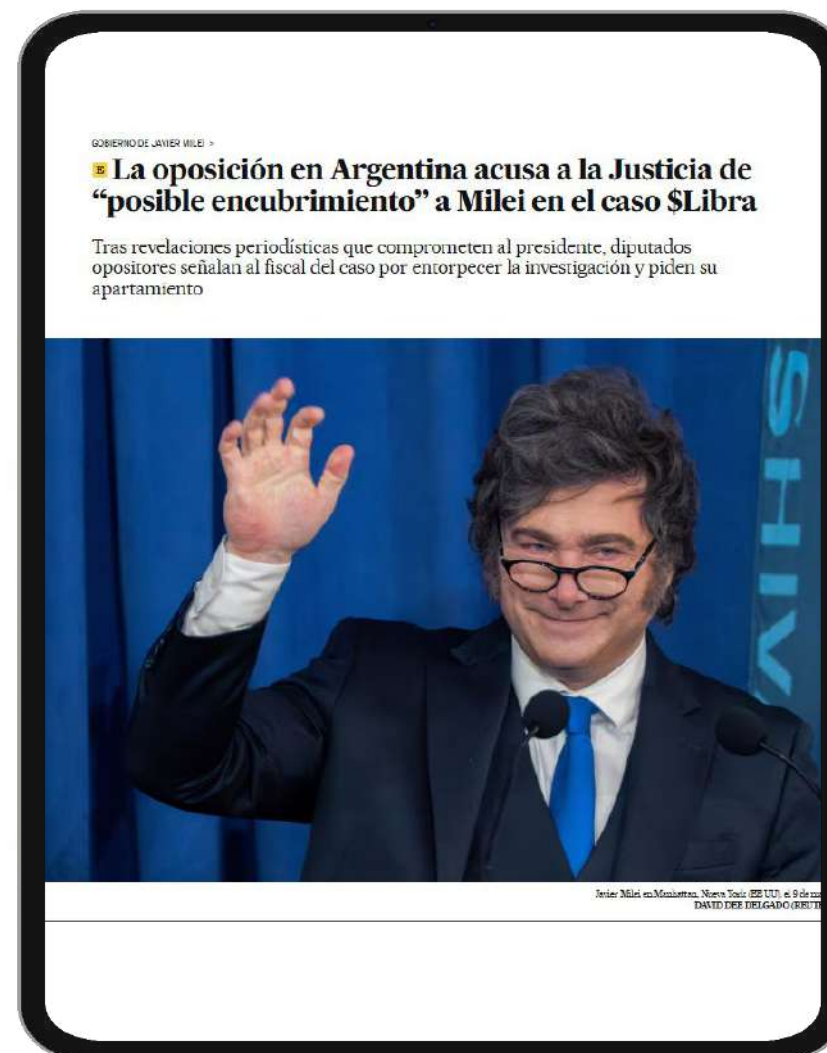 GOBIERNO DE JAVIER MILEI >
E La oposición en Argentina acusa a la Justicia de
“posible encubrimiento” a Milei en el caso $Libra
Tras revelaciones periodísticas que comprometen al presidente, diputados
opositores señalan al fiscal del caso por entorpecer la investigación y piden su
apartamiento
SHIV
Javier Milei en Manhattan, Nueva York (EE UU), el 9 de
DAVID DEE DELGADO (REUT